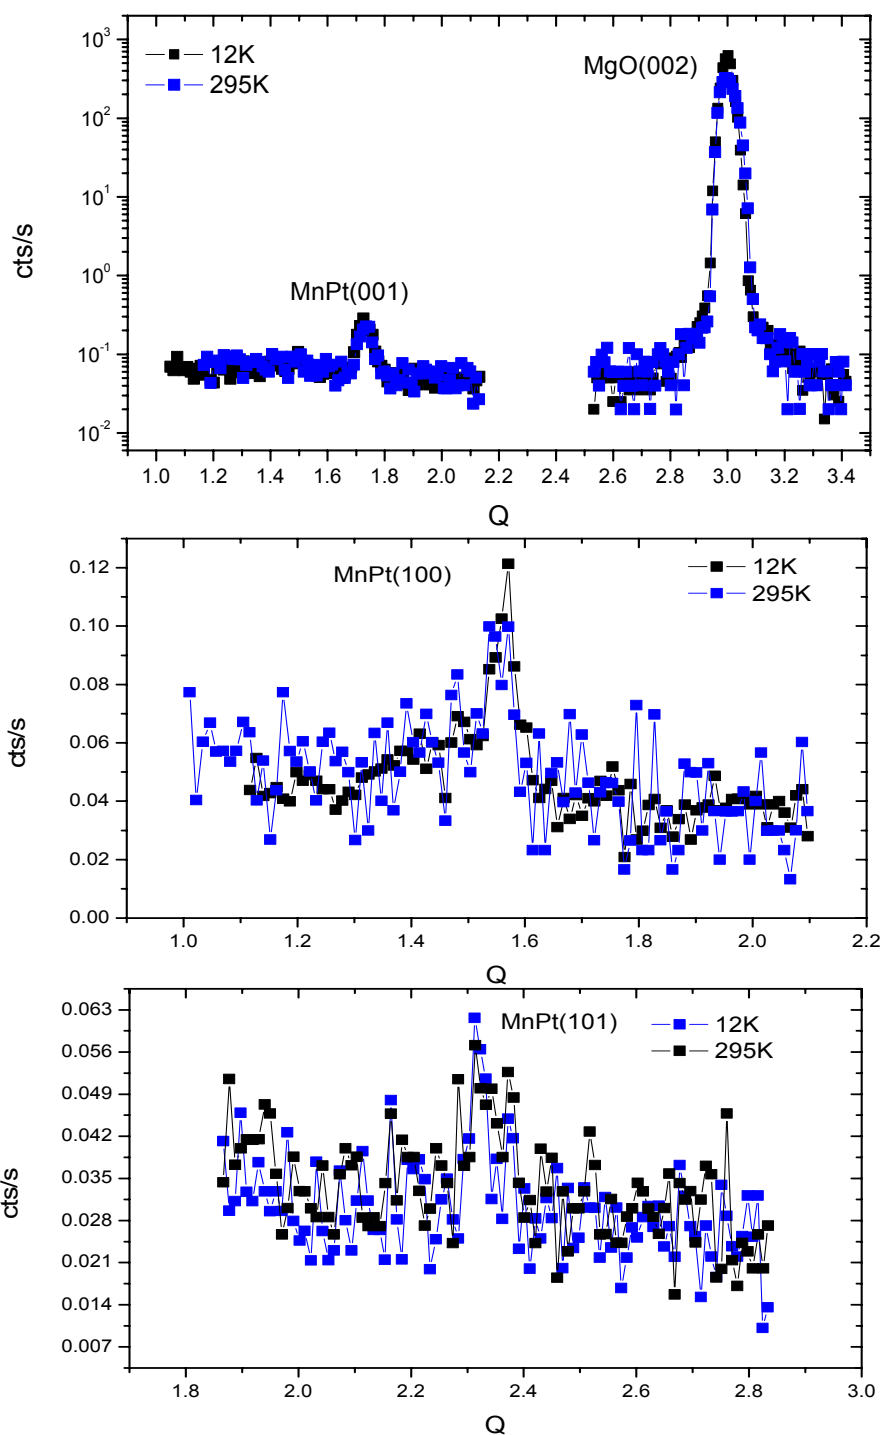 10³
12K
295K
MgO(002)
10²
10¹
cts/s
10⁰
MnPt(001)
10⁻¹
10⁻²
1.0 1.2 1.4 1.6 1.8 2.0 2.2 2.4 2.6 2.8 3.0 3.2 3.4
Q
0.12
MnPt(100)
12K
295K
0.10
0.08
cts/s
0.06
0.04
0.02
0.00
1.0 1.2 1.4 1.6 1.8 2.0 2.2
Q
0.063
MnPt(101)
12K
295K
0.056
0.049
0.042
0.035
cts/s
0.028
0.021
0.014
0.007
1.8 2.0 2.2 2.4 2.6 2.8 3.0
Q